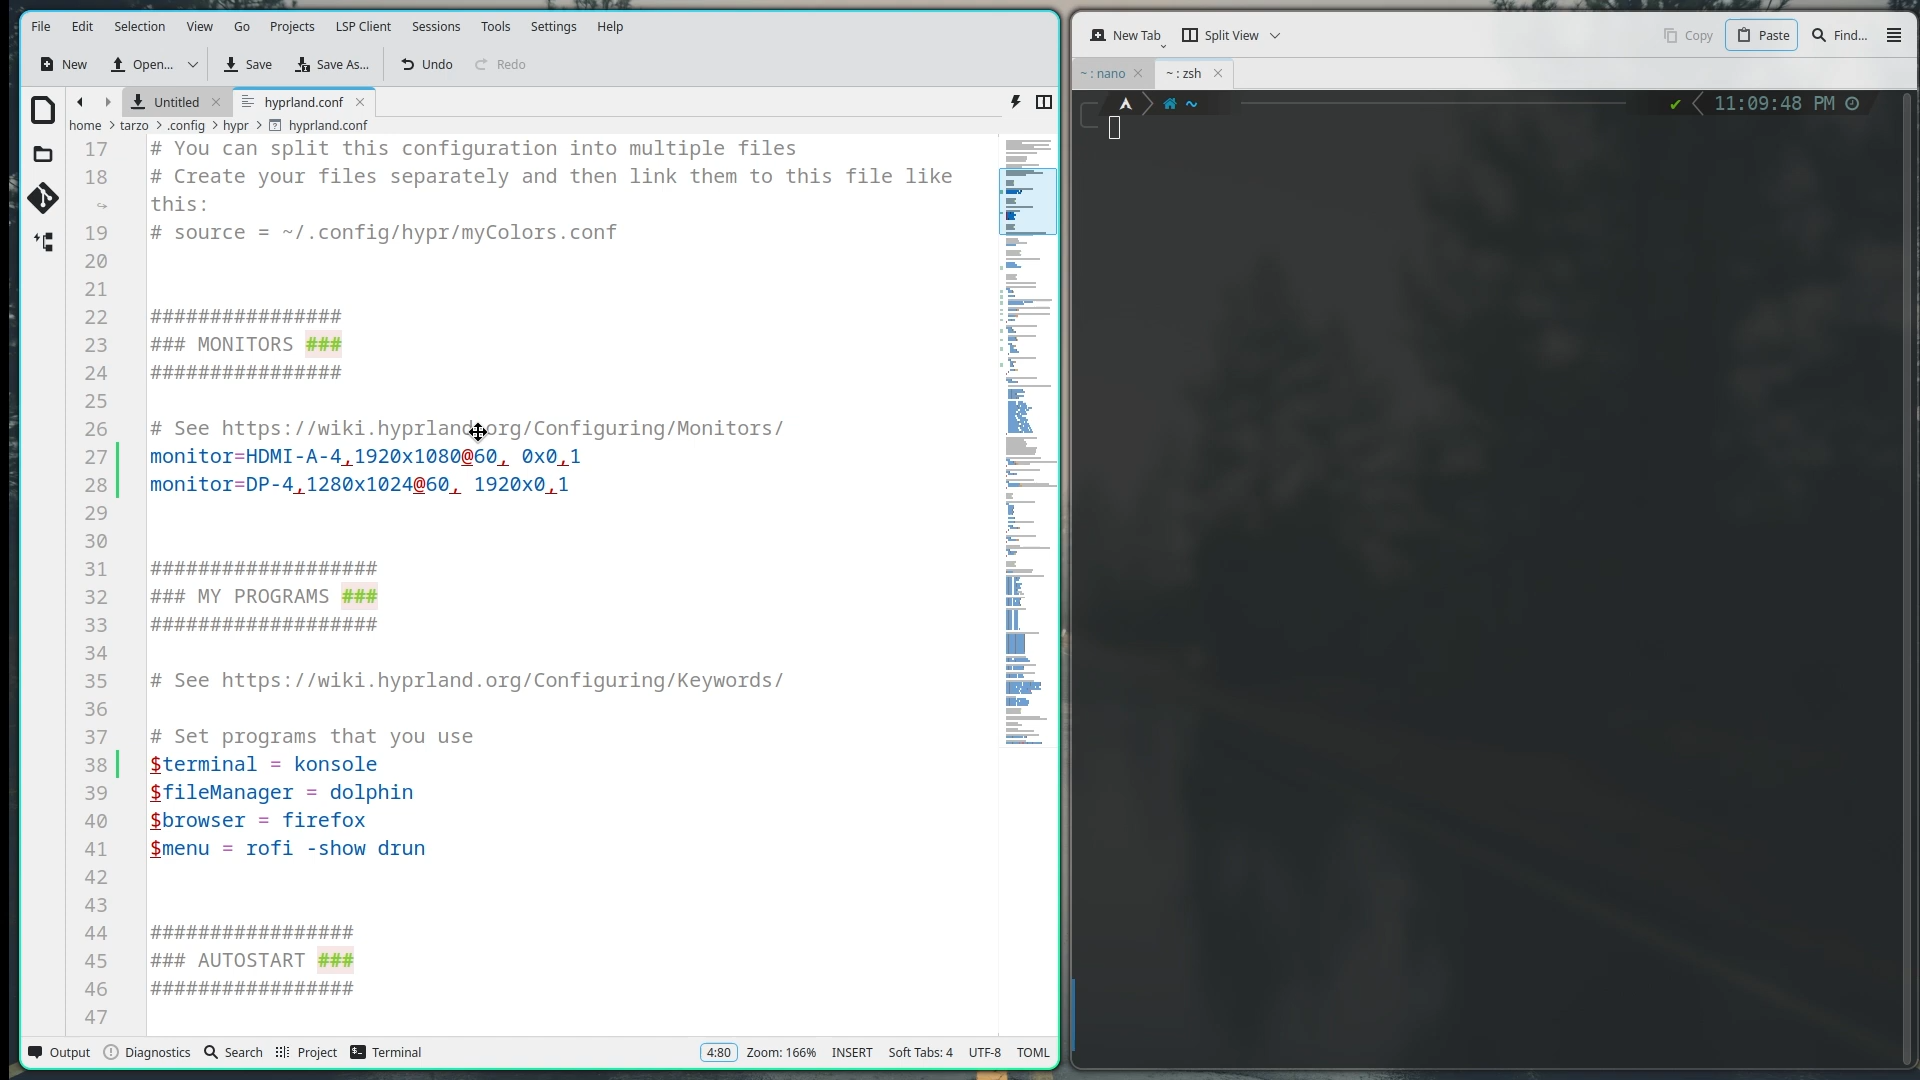 File Edit Selection View Go Projects LSP Client Sessions Tools Settings Help
New Open... Save Save As... Undo Redo
Untitled hyprland.conf
home > tarzo > .config > hypr > hyprland.conf
17 # You can split this configuration into multiple files
18 # Create your files separately and then link them to this file like
this:
19 # source = ~/.config/hypr/myColors.conf
20
21
22 ################
23 ### MONITORS ###
24 ################
25
26 # See https://wiki.hyprland.org/Configuring/Monitors/
27 monitor=HDMI-A-4,1920x1080@60, 0x0,1
28 monitor=DP-4,1280x1024@60, 1920x0,1
29
30
31 ###################
32 ### MY PROGRAMS ###
33 ###################
34
35 # See https://wiki.hyprland.org/Configuring/Keywords/
36
37 # Set programs that you use
38 $terminal = konsole
39 $fileManager = dolphin
40 $browser = firefox
41 $menu = rofi -show drun
42
43
44 #################
45 ### AUTOSTART ###
46 #################
47
Output Diagnostics Search Project Terminal 4:80 Zoom: 166% INSERT Soft Tabs: 4 UTF-8 TOML
New Tab Split View Copy Paste Find...
~ : nano ~ : zsh
~ ✔ 11:09:48 PM